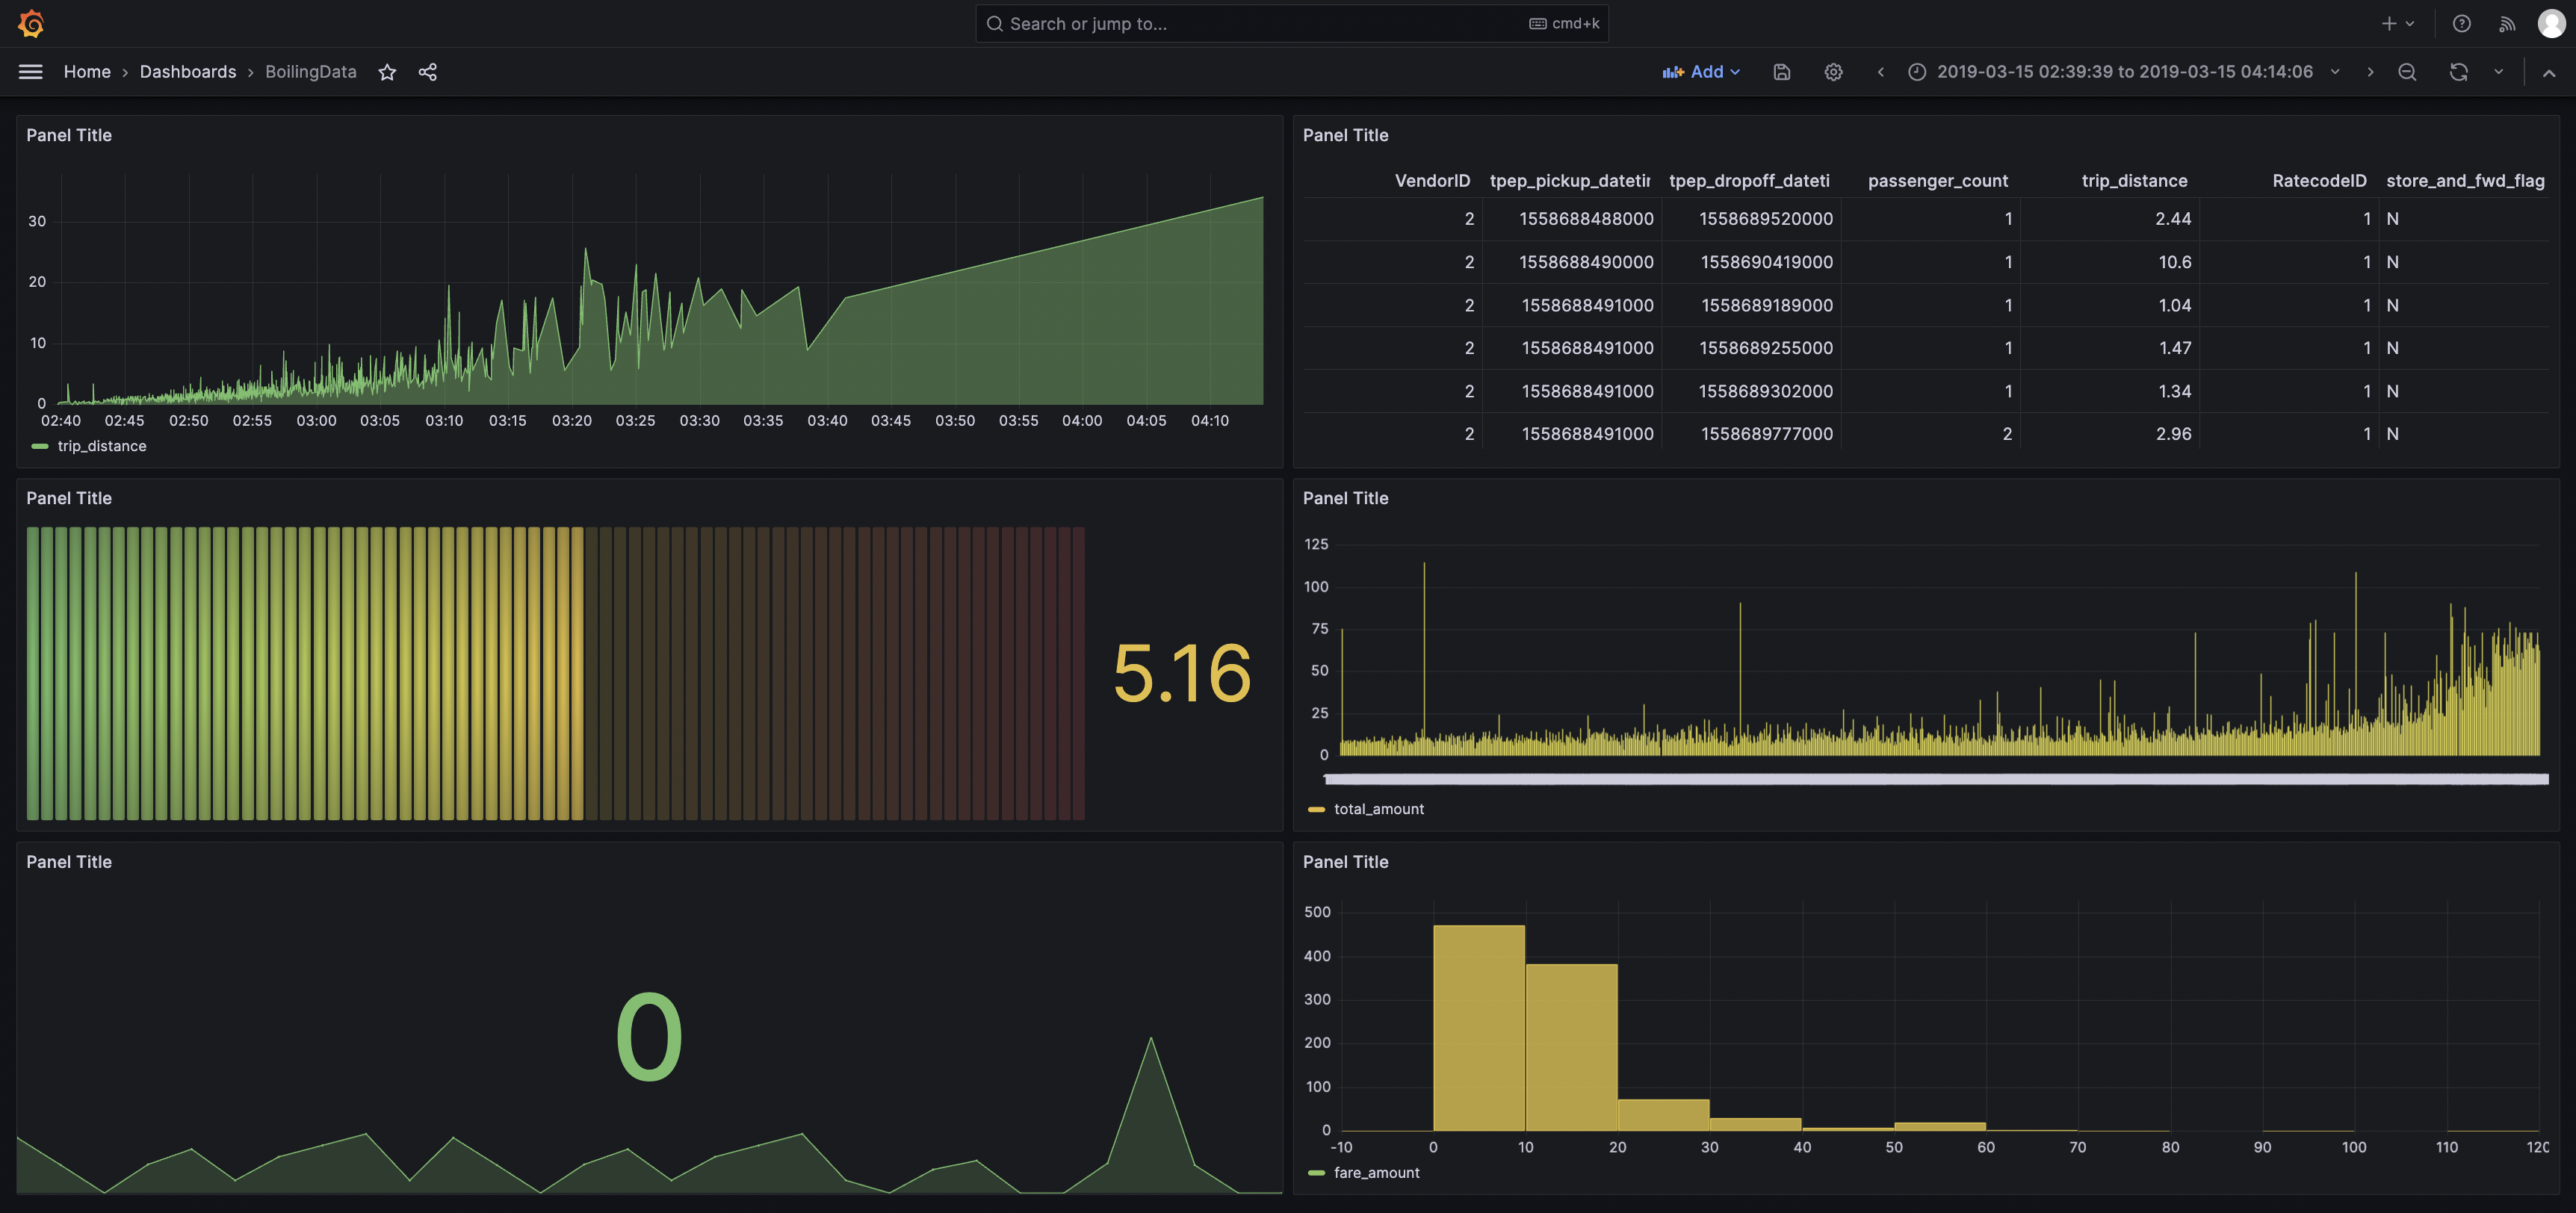 Search or jump to...
cmd+k
Home › Dashboards › BoilingData
Add
2019-03-15 02:39:39 to 2019-03-15 04:14:06
Panel Title
30
20
10
0
02:40 02:45 02:50 02:55 03:00 03:05 03:10 03:15 03:20 03:25 03:30 03:35 03:40 03:45 03:50 03:55 04:00 04:05 04:10
trip_distance
Panel Title
VendorID tpep_pickup_datetin tpep_dropoff_dateti passenger_count trip_distance RatecodeID store_and_fwd_flag
2 1558688488000 1558689520000 1 2.44 1 N
2 1558688490000 1558690419000 1 10.6 1 N
2 1558688491000 1558689189000 1 1.04 1 N
2 1558688491000 1558689255000 1 1.47 1 N
2 1558688491000 1558689302000 1 1.34 1 N
2 1558688491000 1558689777000 2 2.96 1 N
Panel Title
5.16
Panel Title
125
100
75
50
25
0
total_amount
Panel Title
0
Panel Title
500
400
300
200
100
0
-10 0 10 20 30 40 50 60 70 80 90 100 110 120
fare_amount